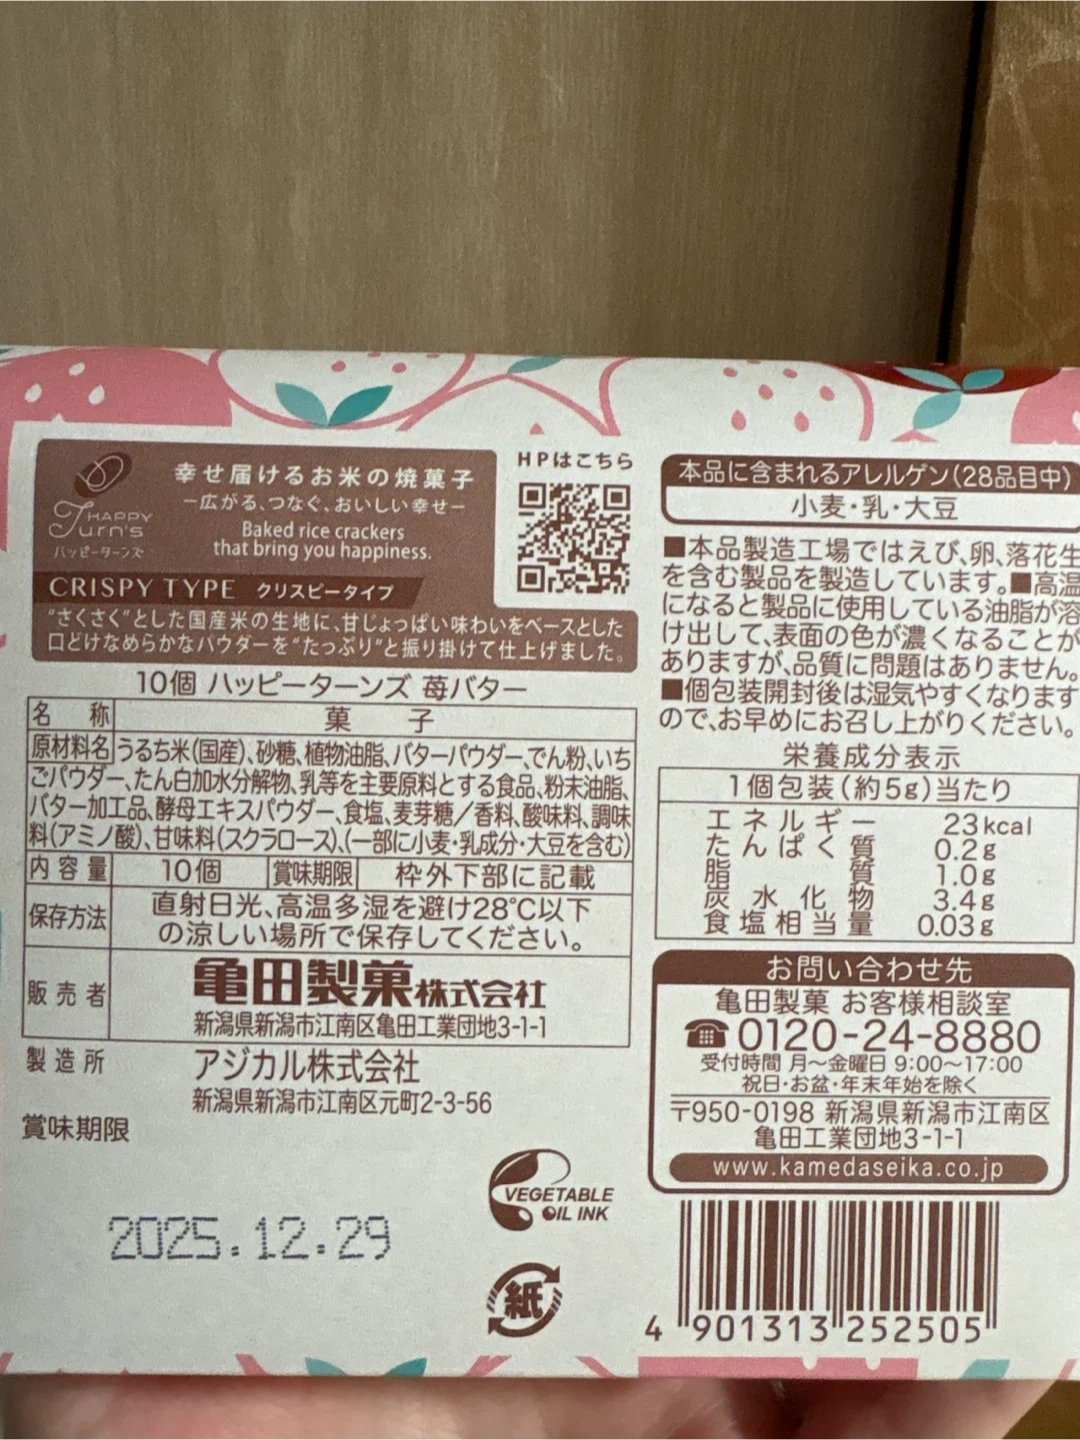 HAPPY
Turn's
ハッピーターンズ
幸せ届けるお米の焼菓子
ー広がる、つなぐ、おいしい幸せー
Baked rice crackers
that bring you happiness.
CRISPY TYPE クリスピータイプ
"さくさく"とした国産米の生地に、甘じょっぱい味わいをベースとした
口どけなめらかなパウダーを"たっぷり"と振り掛けて仕上げました。
HPはこちら
10個 ハッピーターンズ 苺バター
名称 菓子
原材料名 うるち米(国産)、砂糖、植物油脂、バターパウダー、でん粉、いち
ごパウダー、たん白加水分解物、乳等を主要原料とする食品、粉末油脂、
バター加工品、酵母エキスパウダー、食塩、麦芽糖/香料、酸味料、調味
料(アミノ酸)、甘味料(スクラロース)、(一部に小麦・乳成分・大豆を含む)
内容量 10個 賞味期限 枠外下部に記載
保存方法 直射日光、高温多湿を避け28℃以下
の涼しい場所で保存してください。
販売者 亀田製菓株式会社
新潟県新潟市江南区亀田工業団地3-1-1
製造所 アジカル株式会社
新潟県新潟市江南区元町2-3-56
賞味期限
2025.12.29
VEGETABLE
OIL INK
紙
本品に含まれるアレルゲン(28品目中)
小麦・乳・大豆
■本品製造工場ではえび、卵、落花生
を含む製品を製造しています。■高温
になると製品に使用している油脂が溶
け出して、表面の色が濃くなることが
ありますが、品質に問題はありません。
■個包装開封後は湿気やすくなります
ので、お早めにお召し上がりください。
栄養成分表示
1個包装(約5g)当たり
エネルギー 23kcal
たんぱく質 0.2g
脂質 1.0g
炭水化物 3.4g
食塩相当量 0.03g
お問い合わせ先
亀田製菓 お客様相談室
☎0120-24-8880
受付時間 月～金曜日 9:00～17:00
祝日・お盆・年末年始を除く
〒950-0198 新潟県新潟市江南区
亀田工業団地3-1-1
www.kamedaseika.co.jp
4 901313 252505